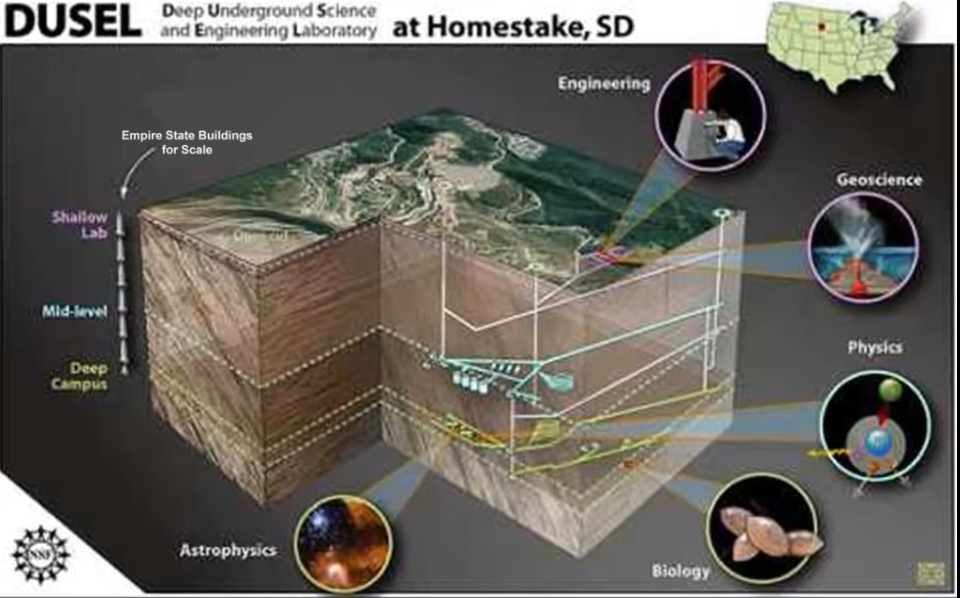 DUSEL Deep Underground Science
and Engineering Laboratory at Homestake, SD
Engineering
Empire State Buildings
for Scale
Geoscience
Shallow
Lab
Mid-level
Physics
Deep
Campus
Astrophysics
Biology
NSF